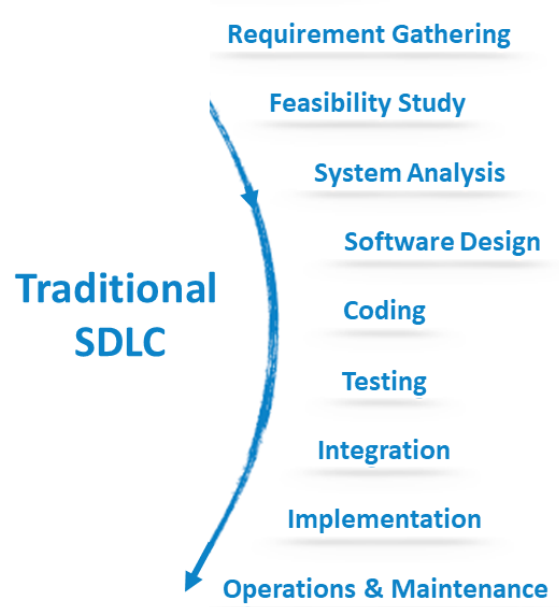 Requirement Gathering
Feasibility Study
System Analysis
Software Design
Traditional
SDLC
Coding
Testing
Integration
Implementation
Operations & Maintenance